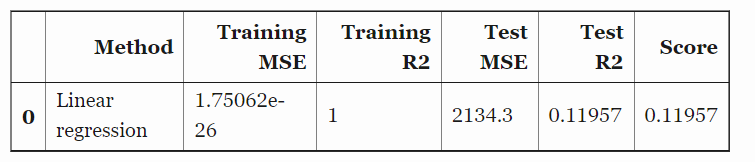 Method Training MSE Training R2 Test MSE Test R2 Score
0 Linear regression 1.75062e-26 1 2134.3 0.11957 0.11957